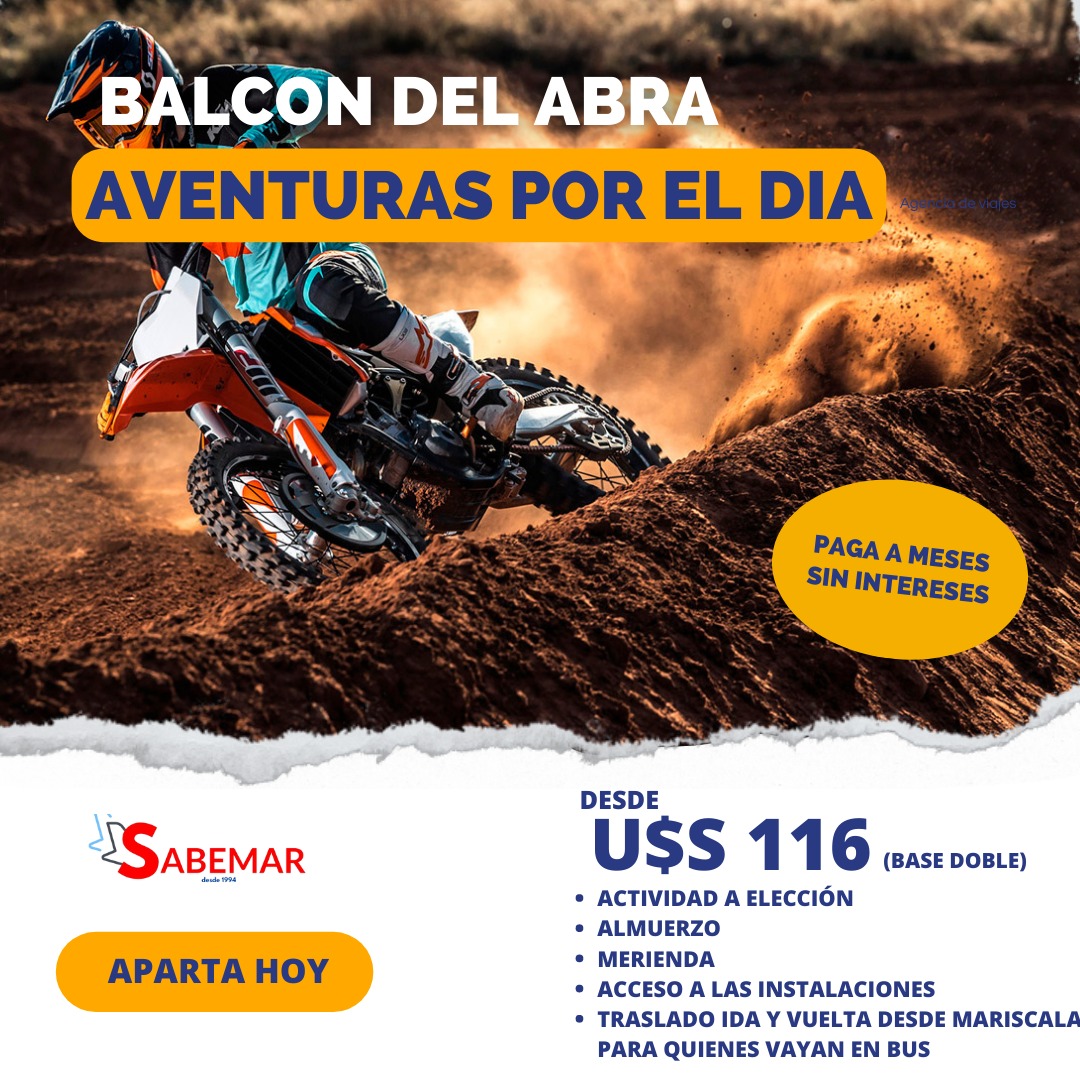 BALCON DEL ABRA
AVENTURAS POR EL DIA
Agencia de viajes
PAGA A MESES
SIN INTERESES
DESDE
U$S 116 (BASE DOBLE)
SABEMAR
desde 1994
APARTA HOY
• ACTIVIDAD A ELECCIÓN
• ALMUERZO
• MERIENDA
• ACCESO A LAS INSTALACIONES
• TRASLADO IDA Y VUELTA DESDE MARISCALA
PARA QUIENES VAYAN EN BUS